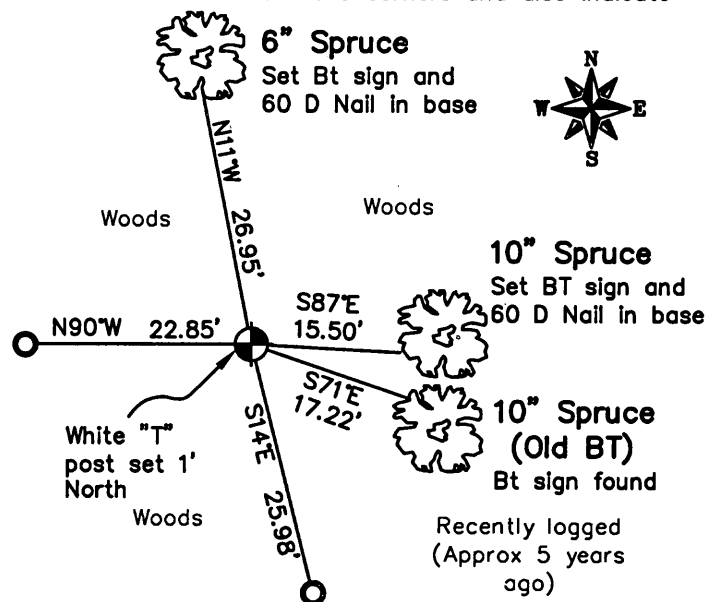 6" Spruce
Set Bt sign and
60 D Nail in base
N
W E
S
N11°W
26.95'
Woods
Woods
10" Spruce
Set BT sign and
60 D Nail in base
S87°E
15.50'
N90°W 22.85'
S71°E
17.22'
10" Spruce
(Old BT)
Bt sign found
White "T"
post set 1'
North
S14°E
25.98'
Woods
Recently logged
(Approx 5 years
ago)